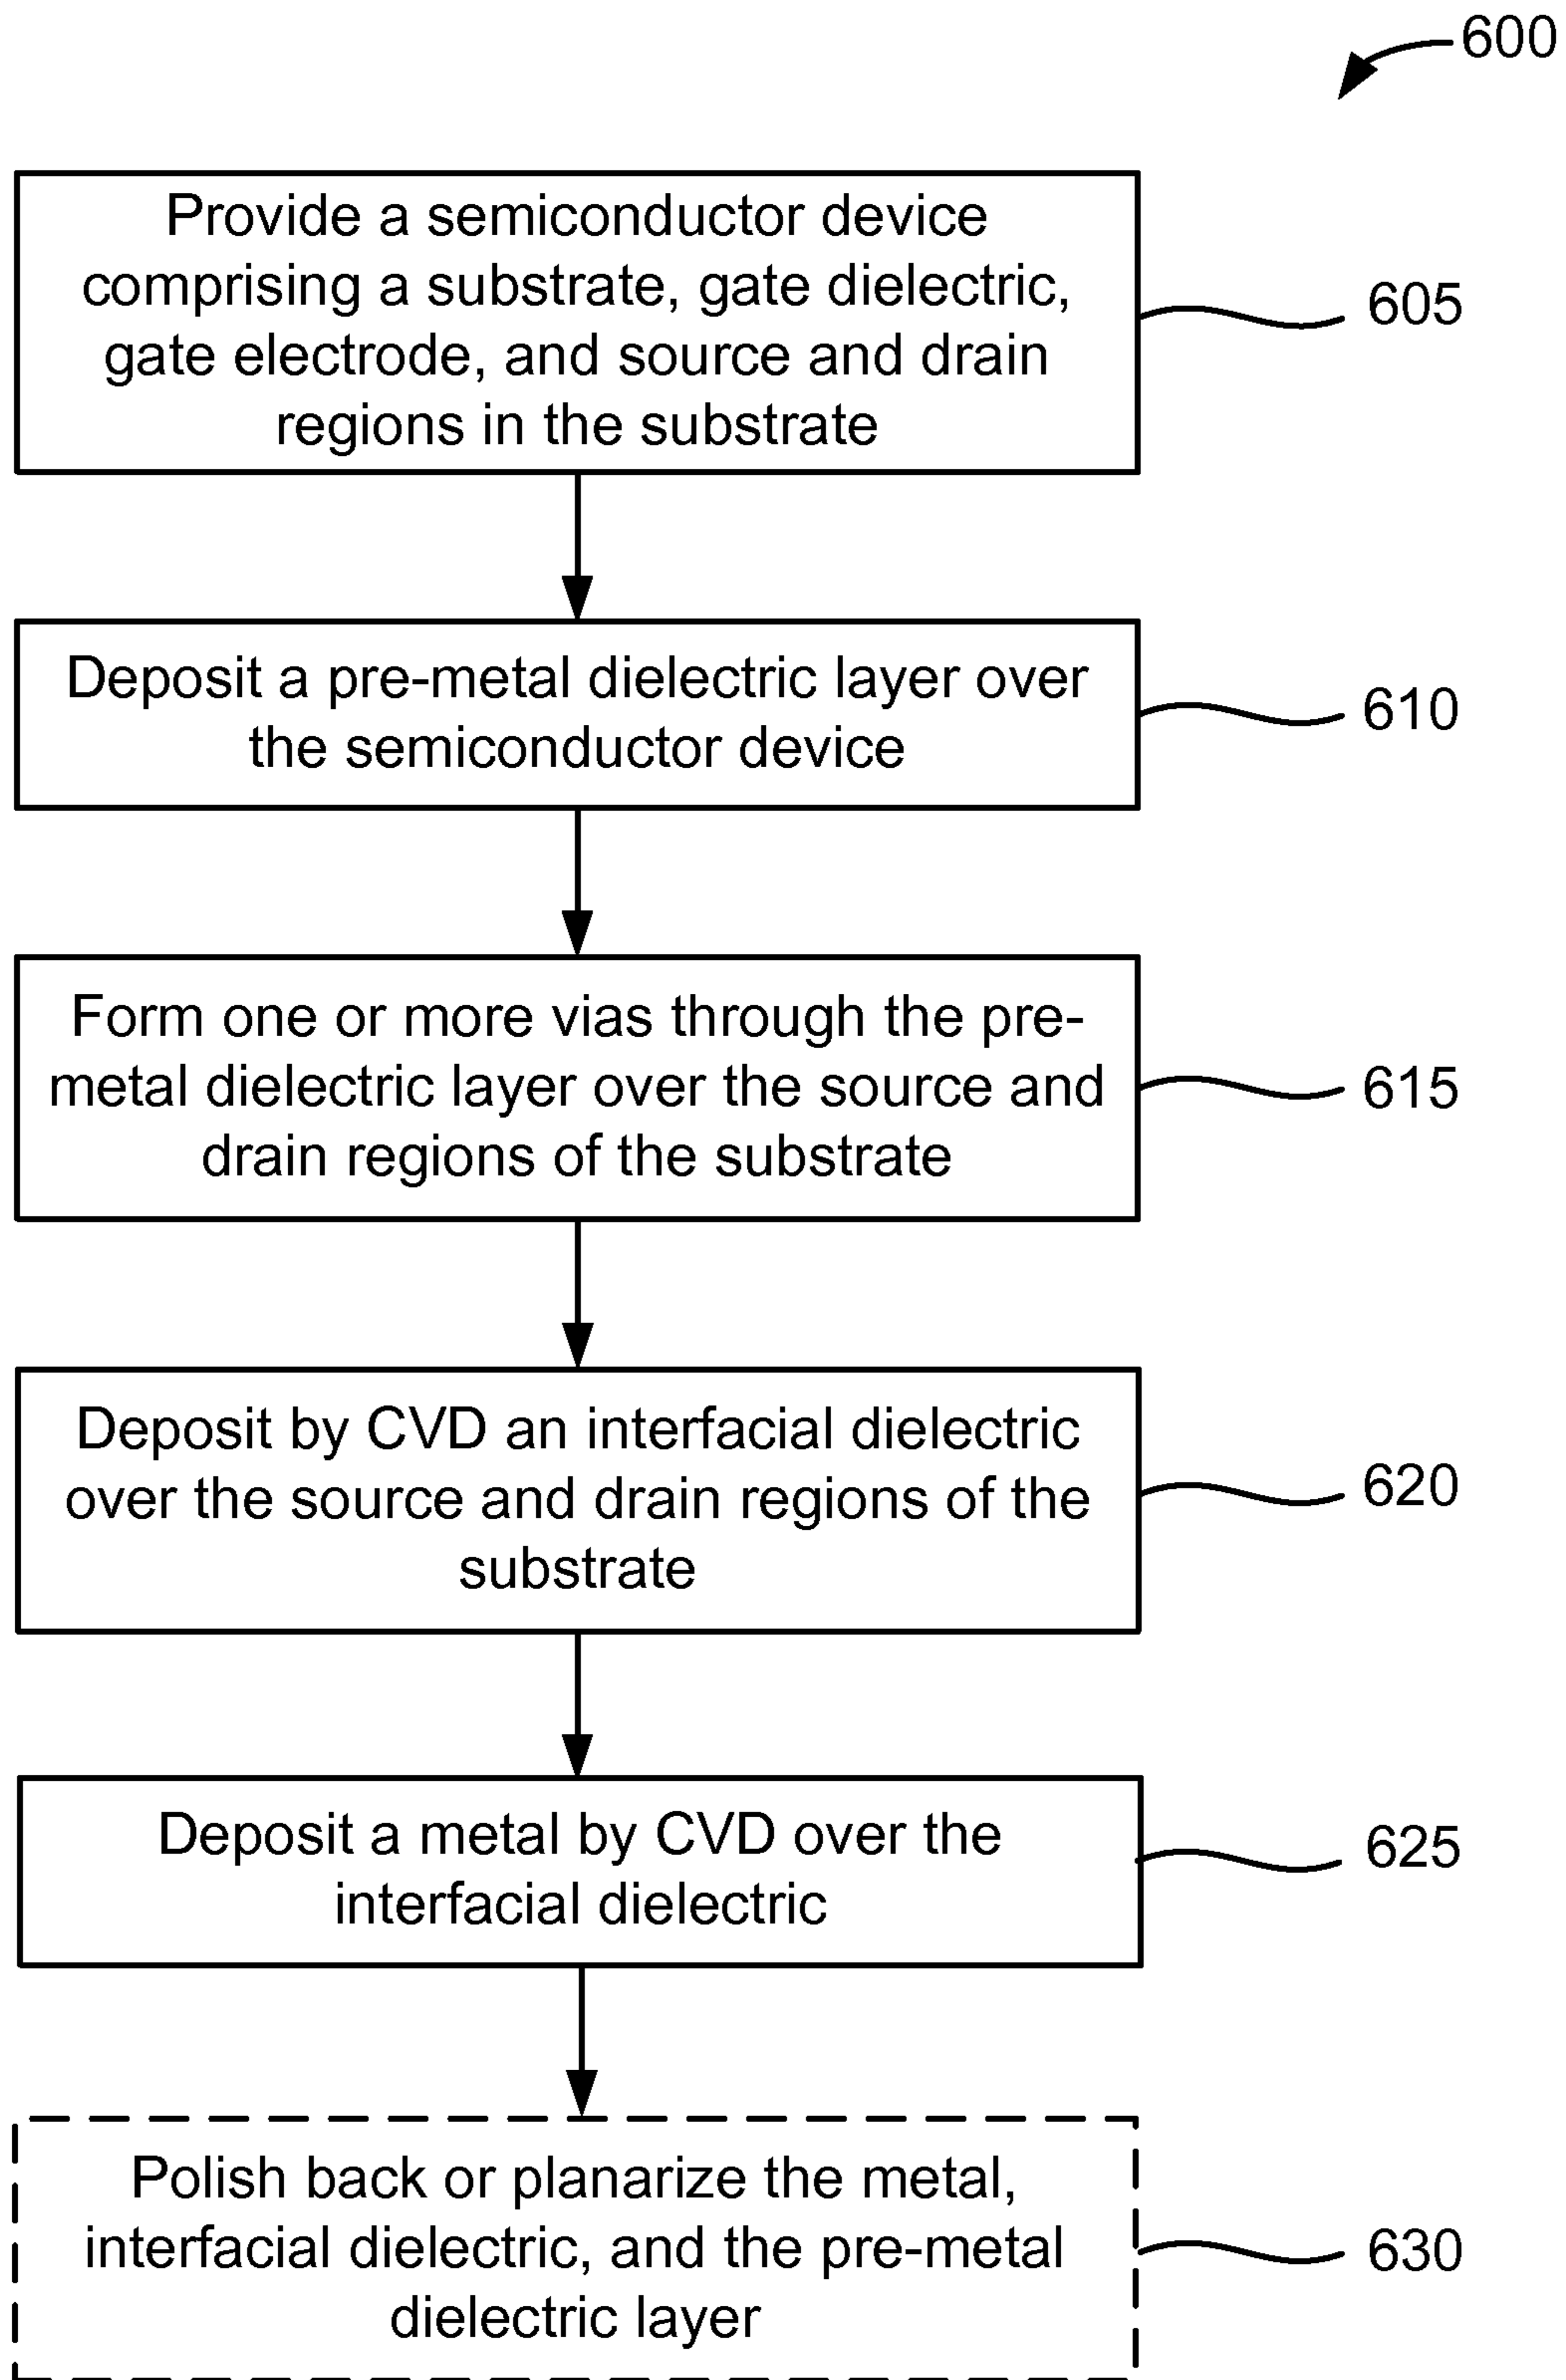 600
Provide a semiconductor device
comprising a substrate, gate dielectric,
gate electrode, and source and drain
regions in the substrate
605
Deposit a pre-metal dielectric layer over
the semiconductor device
610
Form one or more vias through the pre-
metal dielectric layer over the source and
drain regions of the substrate
615
Deposit by CVD an interfacial dielectric
over the source and drain regions of the
substrate
620
Deposit a metal by CVD over the
interfacial dielectric
625
Polish back or planarize the metal,
interfacial dielectric, and the pre-metal
dielectric layer
630